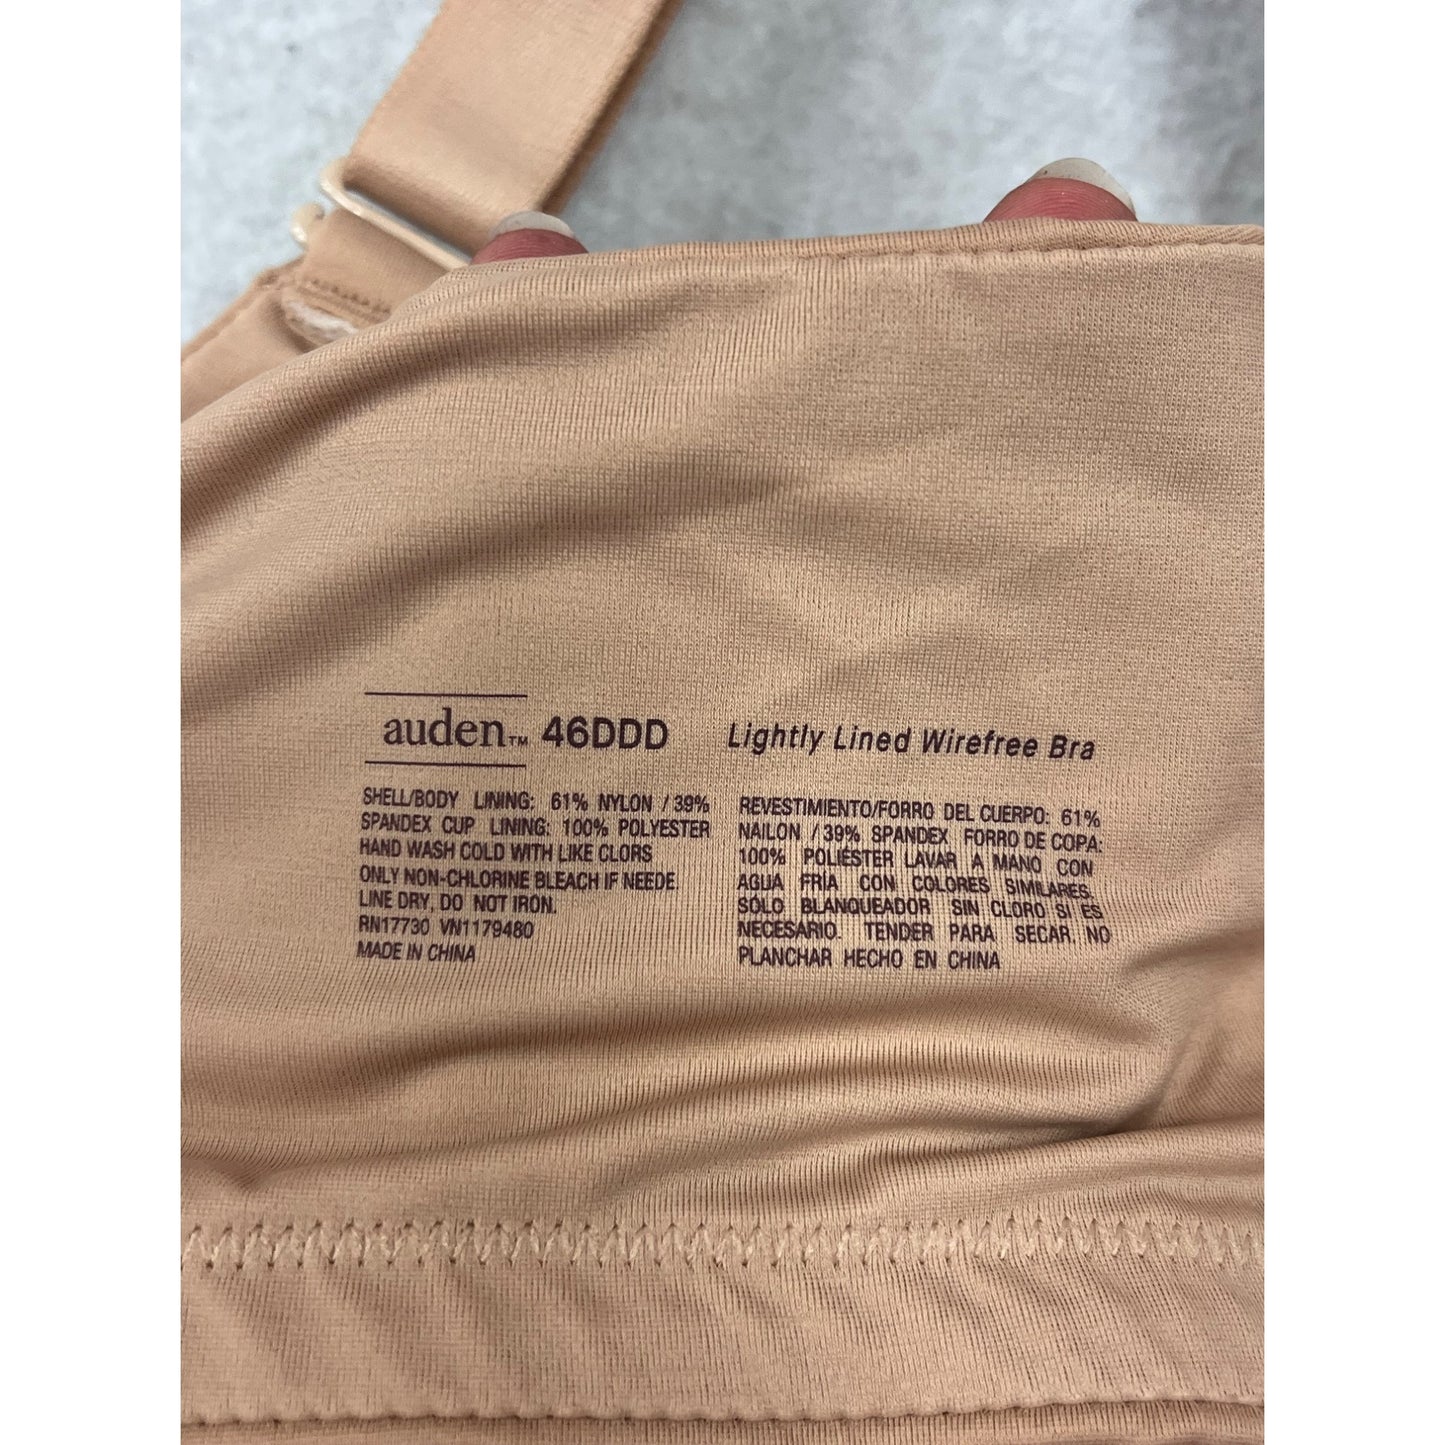 auden™ 46DDD Lightly Lined Wirefree Bra
SHELL/BODY LINING: 61% NYLON / 39%
SPANDEX CUP LINING: 100% POLYESTER
HAND WASH COLD WITH LIKE CLORS
ONLY NON-CHLORINE BLEACH IF NEEDE.
LINE DRY, DO NOT IRON.
RN17730 VN1179480
MADE IN CHINA
REVESTIMIENTO/FORRO DEL CUERPO: 61%
NAILON / 39% SPANDEX FORRO DE COPA:
100% POLIÉSTER LAVAR A MANO CON
AGUA FRÍA CON COLORES SIMILARES.
SÓLO BLANQUEADOR SIN CLORO SI ES
NECESARIO. TENDER PARA SECAR. NO
PLANCHAR HECHO EN CHINA